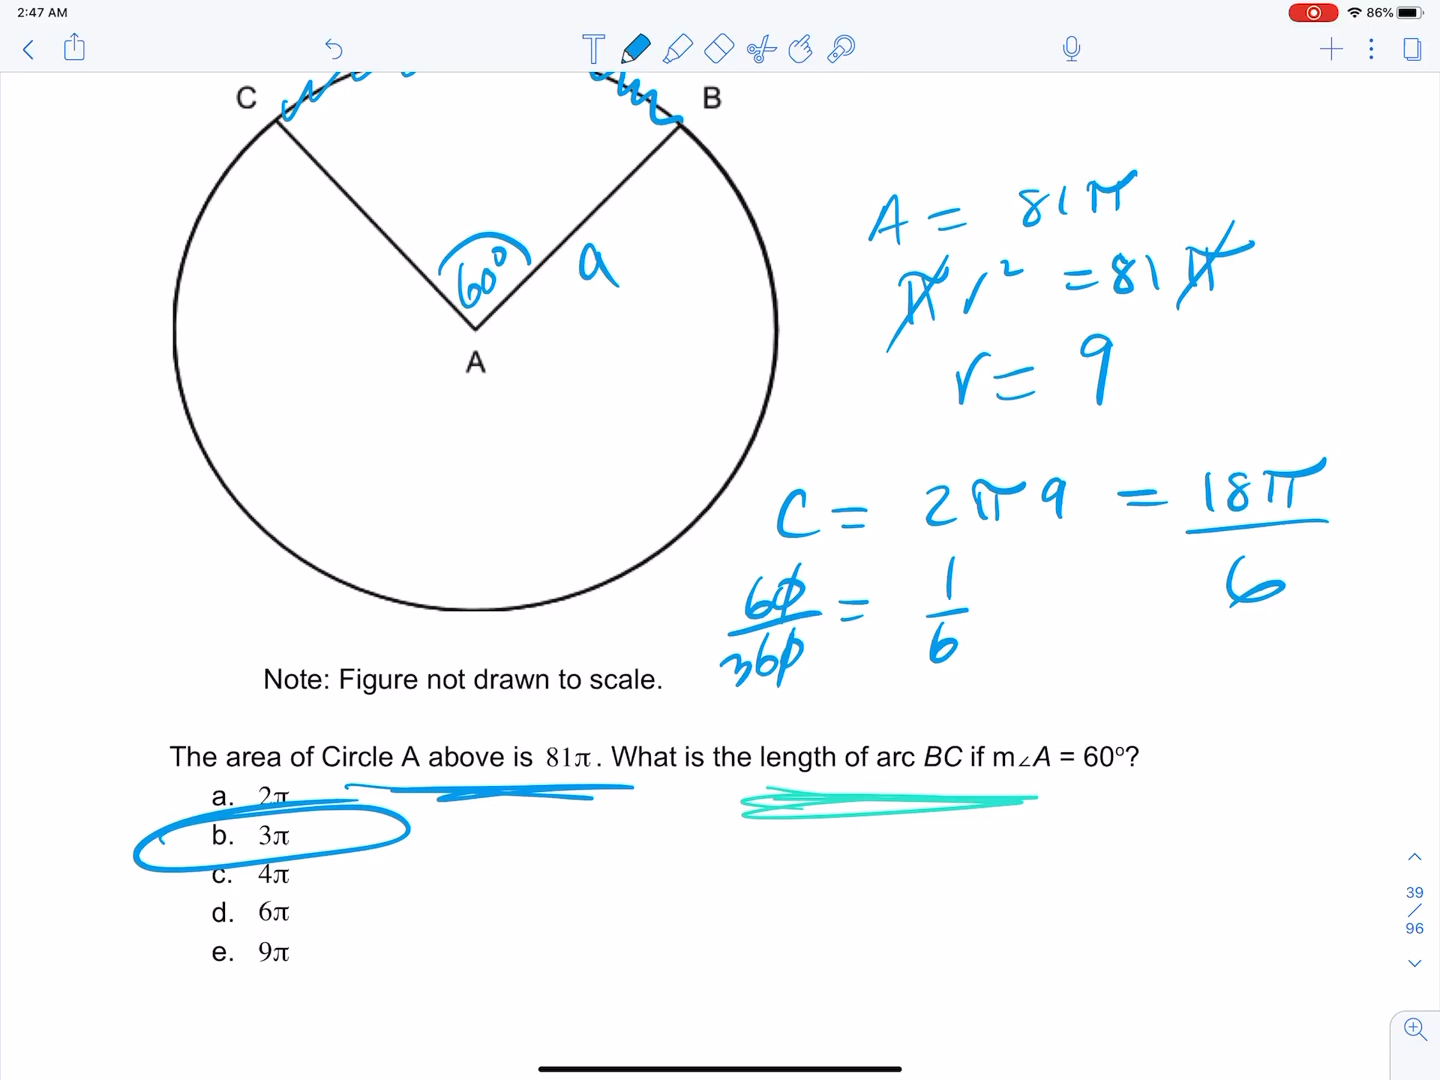 2:47 AM
86%
T
C
B
A = 81π
60°
a
π r² = 81 π
A
r = 9
C = 2π9 = 18π/6
60/360 = 1/6
Note: Figure not drawn to scale.
The area of Circle A above is 81π. What is the length of arc BC if m∠A = 60°?
a. 2π
b. 3π
c. 4π
d. 6π
e. 9π
39
/
96